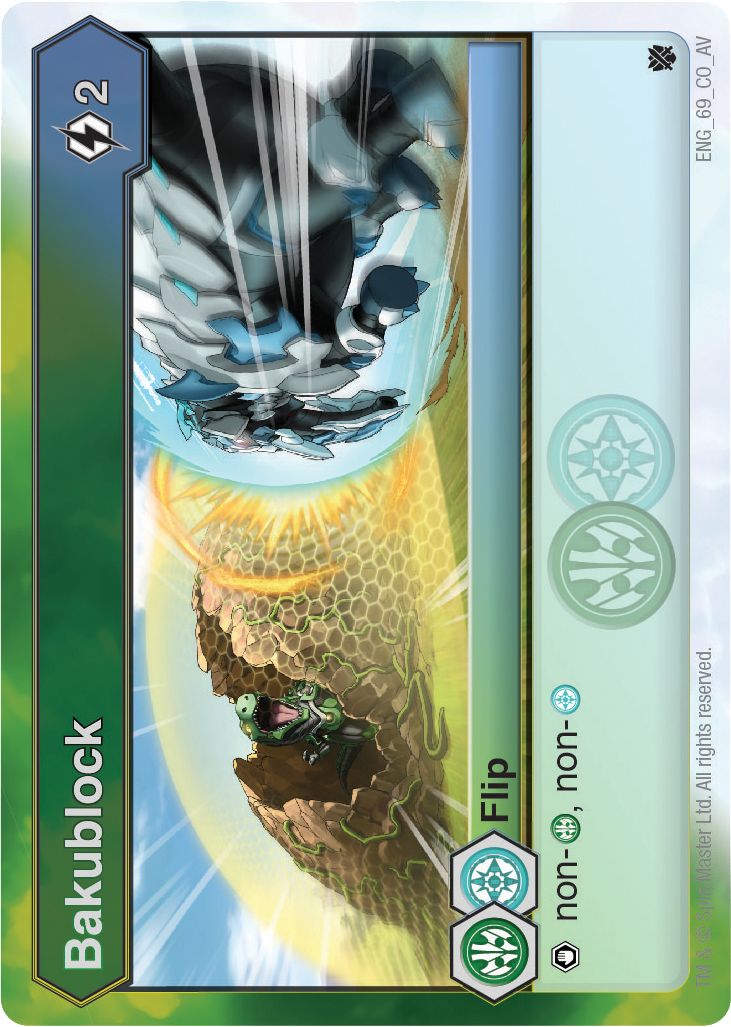 Bakublock
2
Flip
non- , non-
TM & © Spin Master Ltd. All rights reserved.
ENG_69_CO_AV